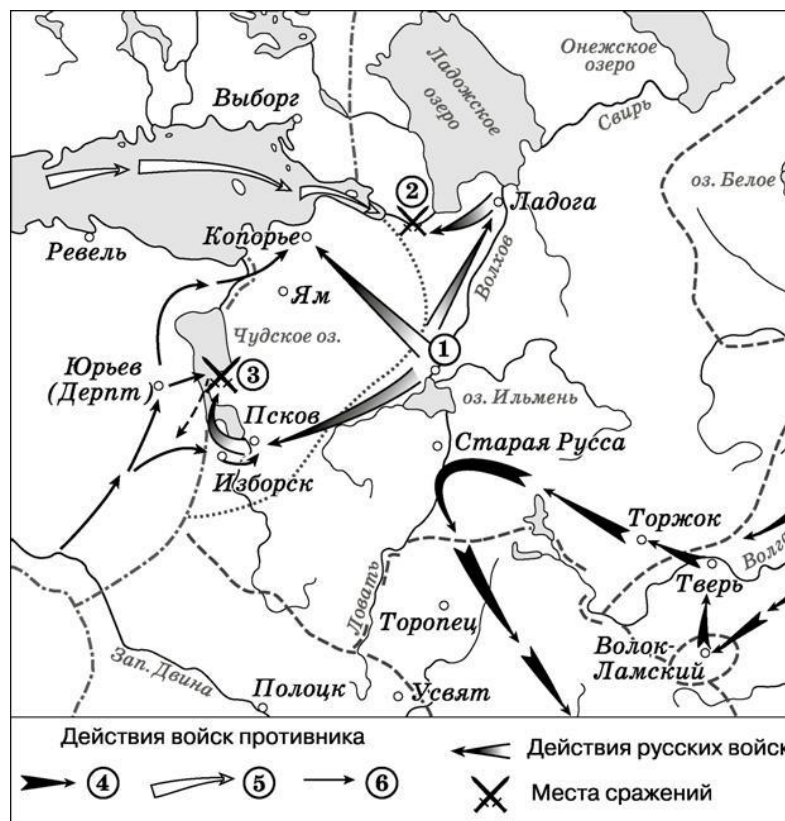 Ладожское
озеро
Онежское
озеро
Выборг
Свирь
оз. Белое
②
Ладога
Копорье
Ревель
Волхов
Ям
Чудское оз.
①
③
Юрьев
(Дерпт)
оз. Ильмень
Псков
Старая Русса
Изборск
Торжок
Волга
Тверь
Ловать
Торопец
Волок-
Ламский
Зап. Двина
Полоцк
Усвят
Действия войск противника
④ ⑤ ⑥
Действия русских войск
Места сражений